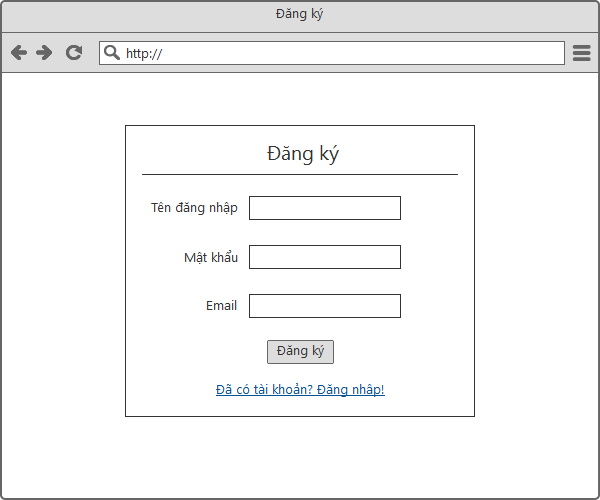 Đăng ký
http://
Đăng ký
Tên đăng nhập
Mật khẩu
Email
Đăng ký
Đã có tài khoản? Đăng nhập!